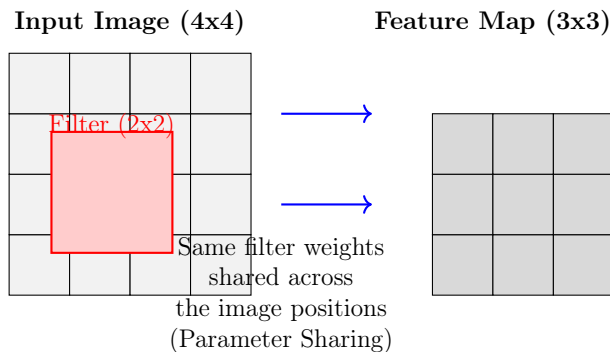 Input Image (4x4)
Feature Map (3x3)
Filter (2x2)
Same filter weights
shared across
the image positions
(Parameter Sharing)